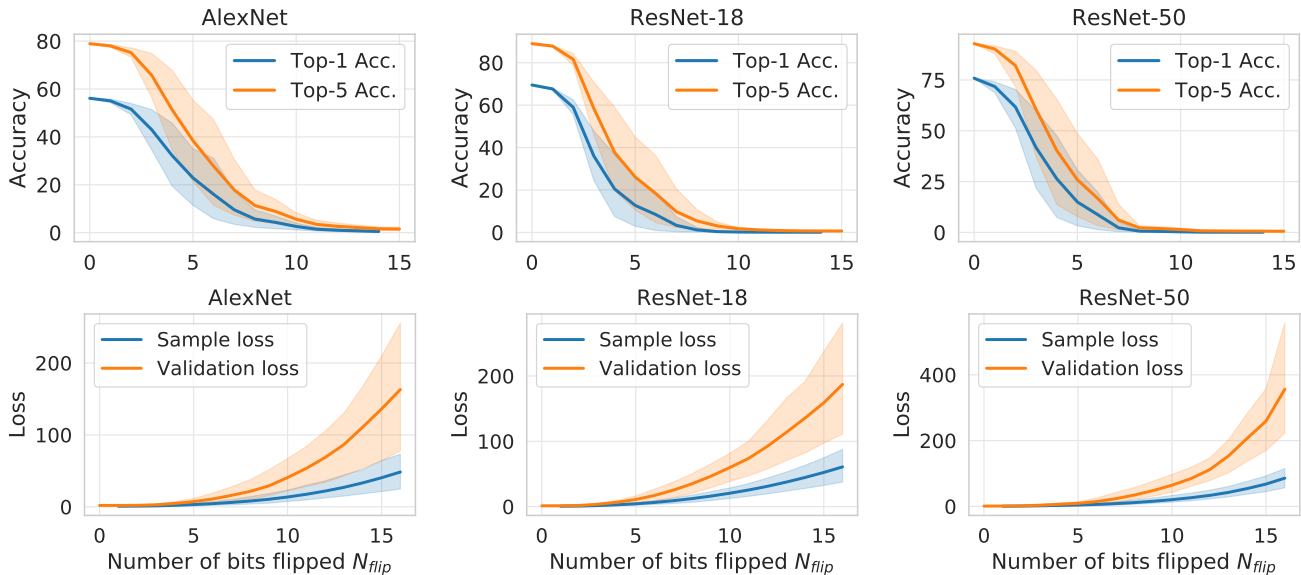 AlexNet
ResNet-18
ResNet-50
Accuracy
80
60
40
20
0
Top-1 Acc.
Top-5 Acc.
0 5 10 15
Accuracy
80
60
40
20
0
Top-1 Acc.
Top-5 Acc.
0 5 10 15
Accuracy
75
50
25
0
Top-1 Acc.
Top-5 Acc.
0 5 10 15
AlexNet
ResNet-18
ResNet-50
Loss
200
100
0
Sample loss
Validation loss
0 5 10 15
Number of bits flipped N_flip
Loss
200
100
0
Sample loss
Validation loss
0 5 10 15
Number of bits flipped N_flip
Loss
400
200
0
Sample loss
Validation loss
0 5 10 15
Number of bits flipped N_flip